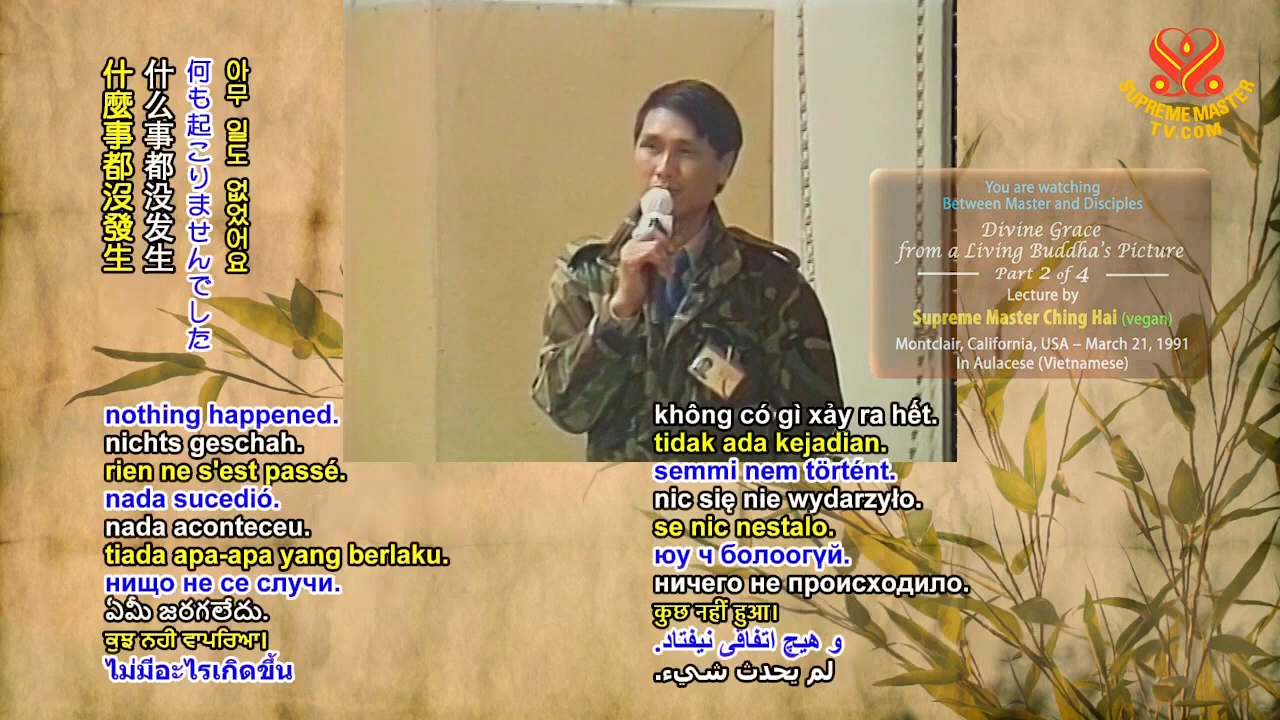 什麼事都沒發生
什么事都没发生
何も起こりませんでした
아무 일도 없었어요
SUPREME MASTER
TV.COM
You are watching
Between Master and Disciples
Divine Grace
from a Living Buddha's Picture
Part 2 of 4
Lecture by
Supreme Master Ching Hai (vegan)
Montclair, California, USA – March 21, 1991
In Aulacese (Vietnamese)
nothing happened.
nichts geschah.
rien ne s'est passé.
nada sucedió.
nada aconteceu.
tiada apa-apa yang berlaku.
нищо не се случи.
ఏమీ జరగలేదు.
ਕੁਝ ਨਹੀ ਵਾਪਰਿਆ।
ไม่มีอะไรเกิดขึ้น
không có gì xảy ra hết.
tidak ada kejadian.
semmi nem történt.
nic się nie wydarzyło.
se nic nestalo.
юу ч болоогүй.
ничего не происходило.
कुछ नहीं हुआ।
و هیچ اتفاقی نیفتاد.
لم يحدث شيء.